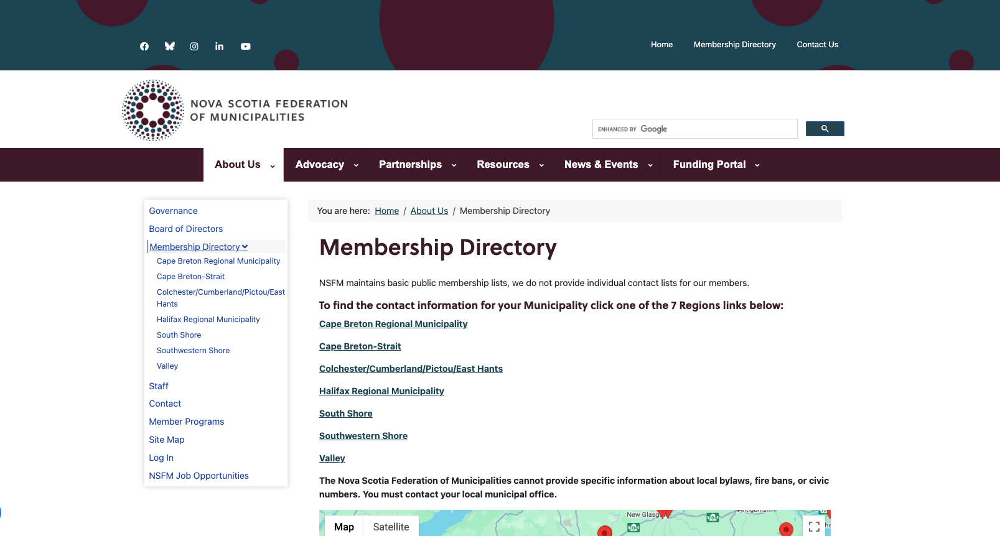 Home Membership Directory Contact Us
NOVA SCOTIA FEDERATION
OF MUNICIPALITIES
ENHANCED BY Google
About Us Advocacy Partnerships Resources News & Events Funding Portal
Governance
Board of Directors
Membership Directory
Cape Breton Regional Municipality
Cape Breton-Strait
Colchester/Cumberland/Pictou/East
Hants
Halifax Regional Municipality
South Shore
Southwestern Shore
Valley
Staff
Contact
Member Programs
Site Map
Log In
NSFM Job Opportunities
You are here: Home / About Us / Membership Directory
Membership Directory
NSFM maintains basic public membership lists, we do not provide individual contact lists for our members.
To find the contact information for your Municipality click one of the 7 Regions links below:
Cape Breton Regional Municipality
Cape Breton-Strait
Colchester/Cumberland/Pictou/East Hants
Halifax Regional Municipality
South Shore
Southwestern Shore
Valley
The Nova Scotia Federation of Municipalities cannot provide specific information about local bylaws, fire bans, or civic
numbers. You must contact your local municipal office.
Map Satellite
New Glasgow
104
104
Antigonish